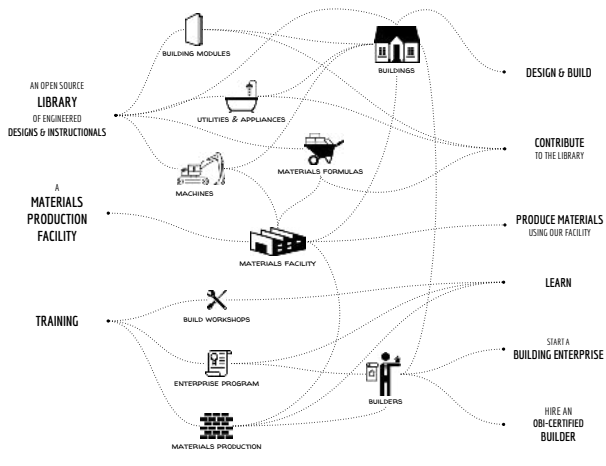 AN OPEN SOURCE
LIBRARY
OF ENGINEERED
DESIGNS & INSTRUCTIONALS
A
MATERIALS
PRODUCTION
FACILITY
TRAINING
BUILDING MODULES
BUILDINGS
UTILITIES & APPLIANCES
MATERIALS FORMULAS
MACHINES
MATERIALS FACILITY
BUILD WORKSHOPS
ENTERPRISE PROGRAM
BUILDERS
MATERIALS PRODUCTION
DESIGN & BUILD
CONTRIBUTE
TO THE LIBRARY
PRODUCE MATERIALS
USING OUR FACILITY
LEARN
START A
BUILDING ENTERPRISE
HIRE AN
OBI-CERTIFIED
BUILDER